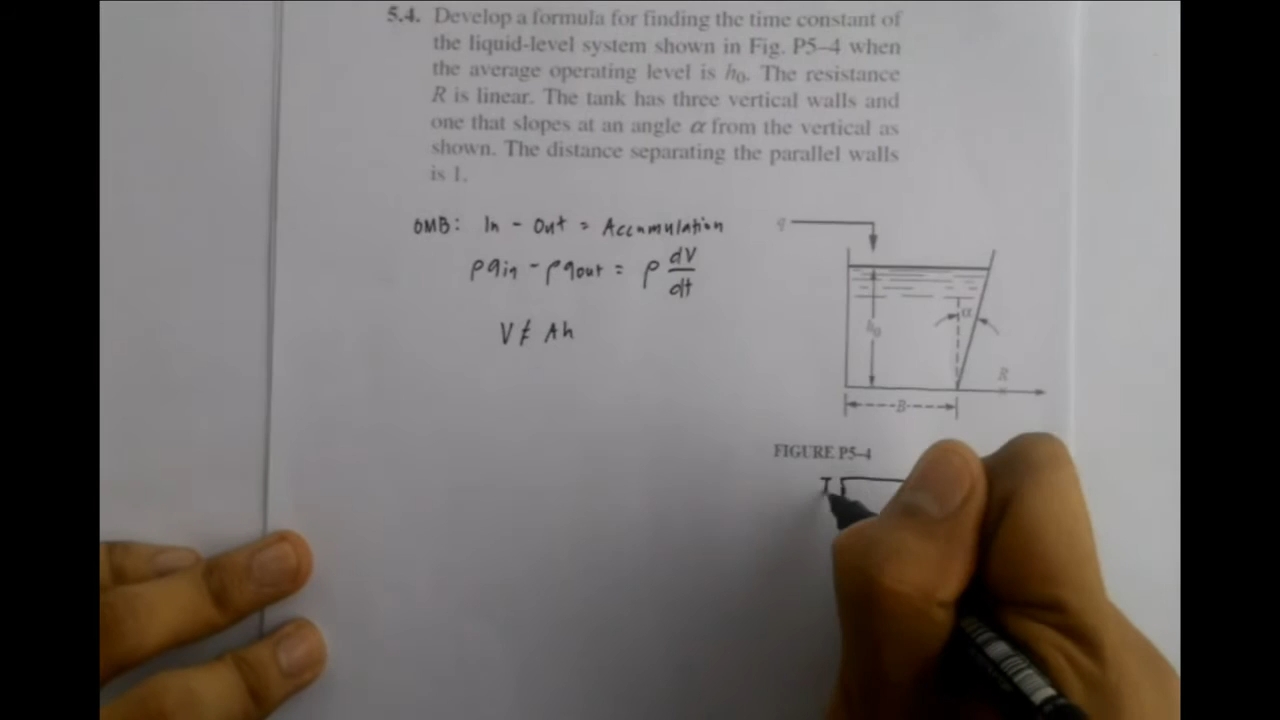 5.4. Develop a formula for finding the time constant of
the liquid-level system shown in Fig. P5–4 when
the average operating level is h₀. The resistance
R is linear. The tank has three vertical walls and
one that slopes at an angle α from the vertical as
shown. The distance separating the parallel walls
is 1.
OMB: In - Out = Accumulation
ρqin - ρqout = ρ dV/dt
V ≠ Ah
q
h₀
α
R
B
FIGURE P5–4